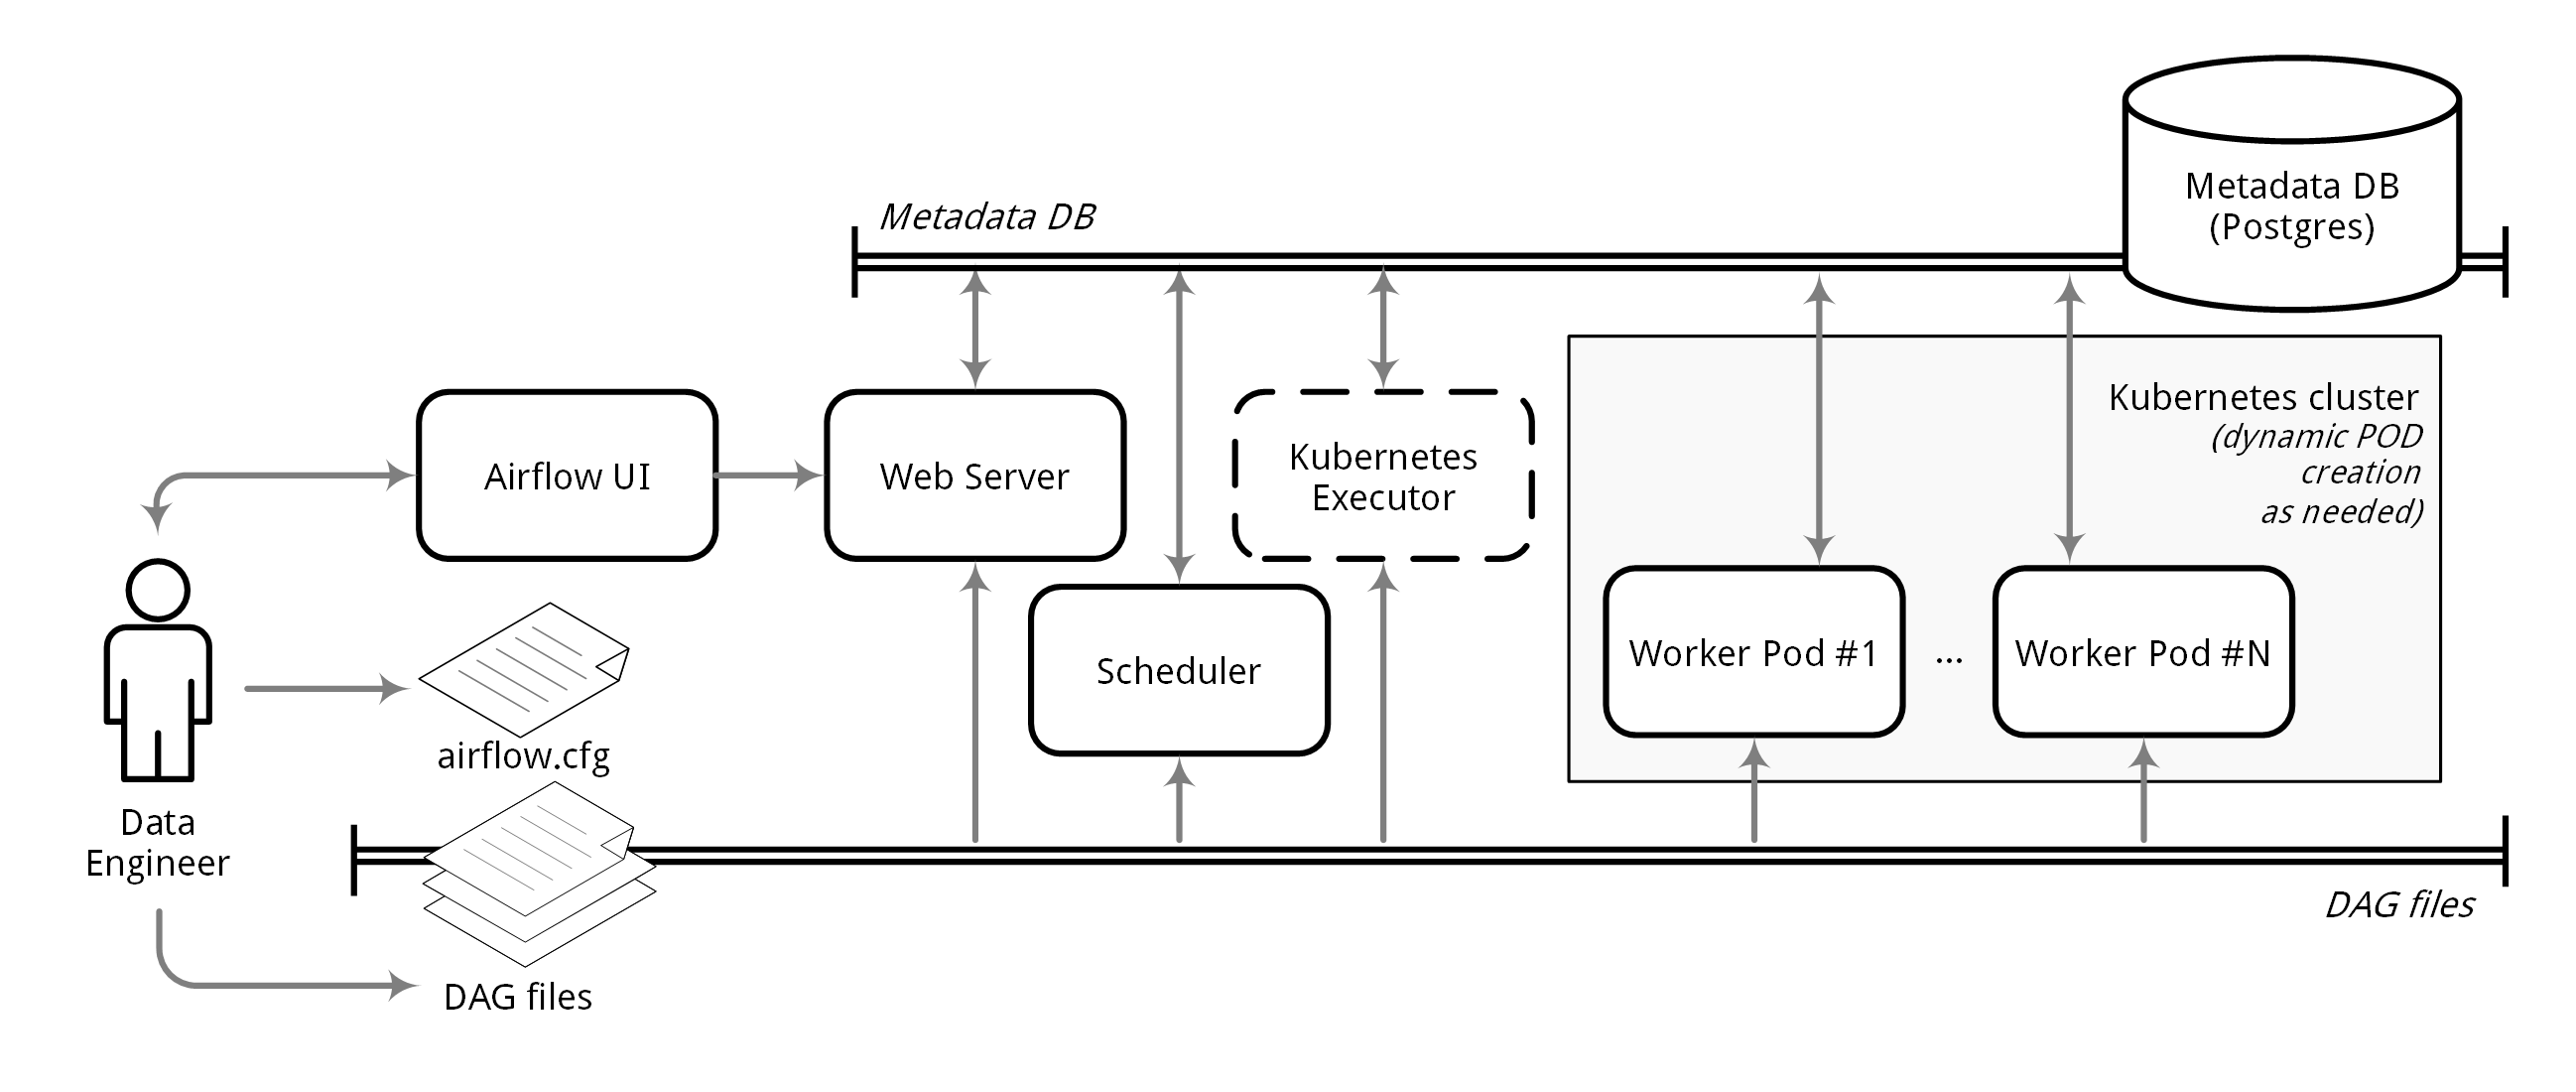 Metadata DB
Metadata DB
(Postgres)
Kubernetes cluster
(dynamic POD
creation
as needed)
Airflow UI
Web Server
Kubernetes
Executor
Scheduler
Worker Pod #1
...
Worker Pod #N
airflow.cfg
Data
Engineer
DAG files
DAG files